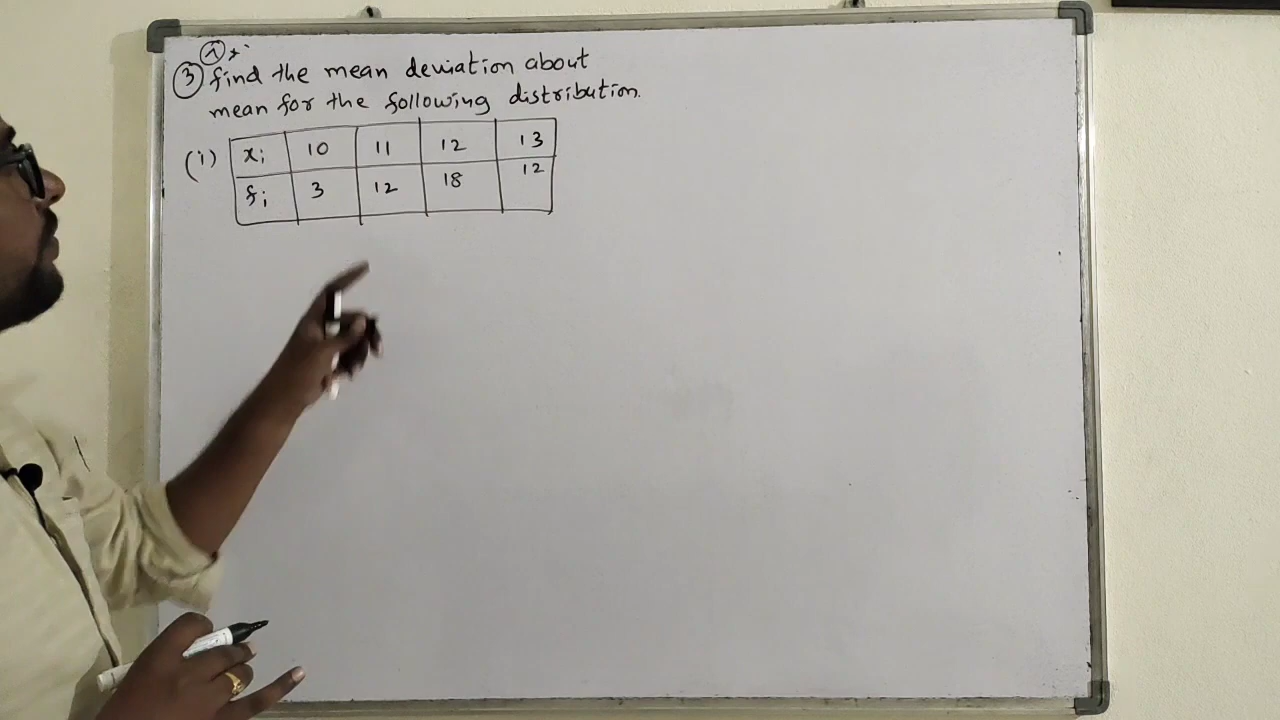 ③ find the mean deviation about
mean for the following distribution.
(i) xi 10 11 12 13
fi 3 12 18 12